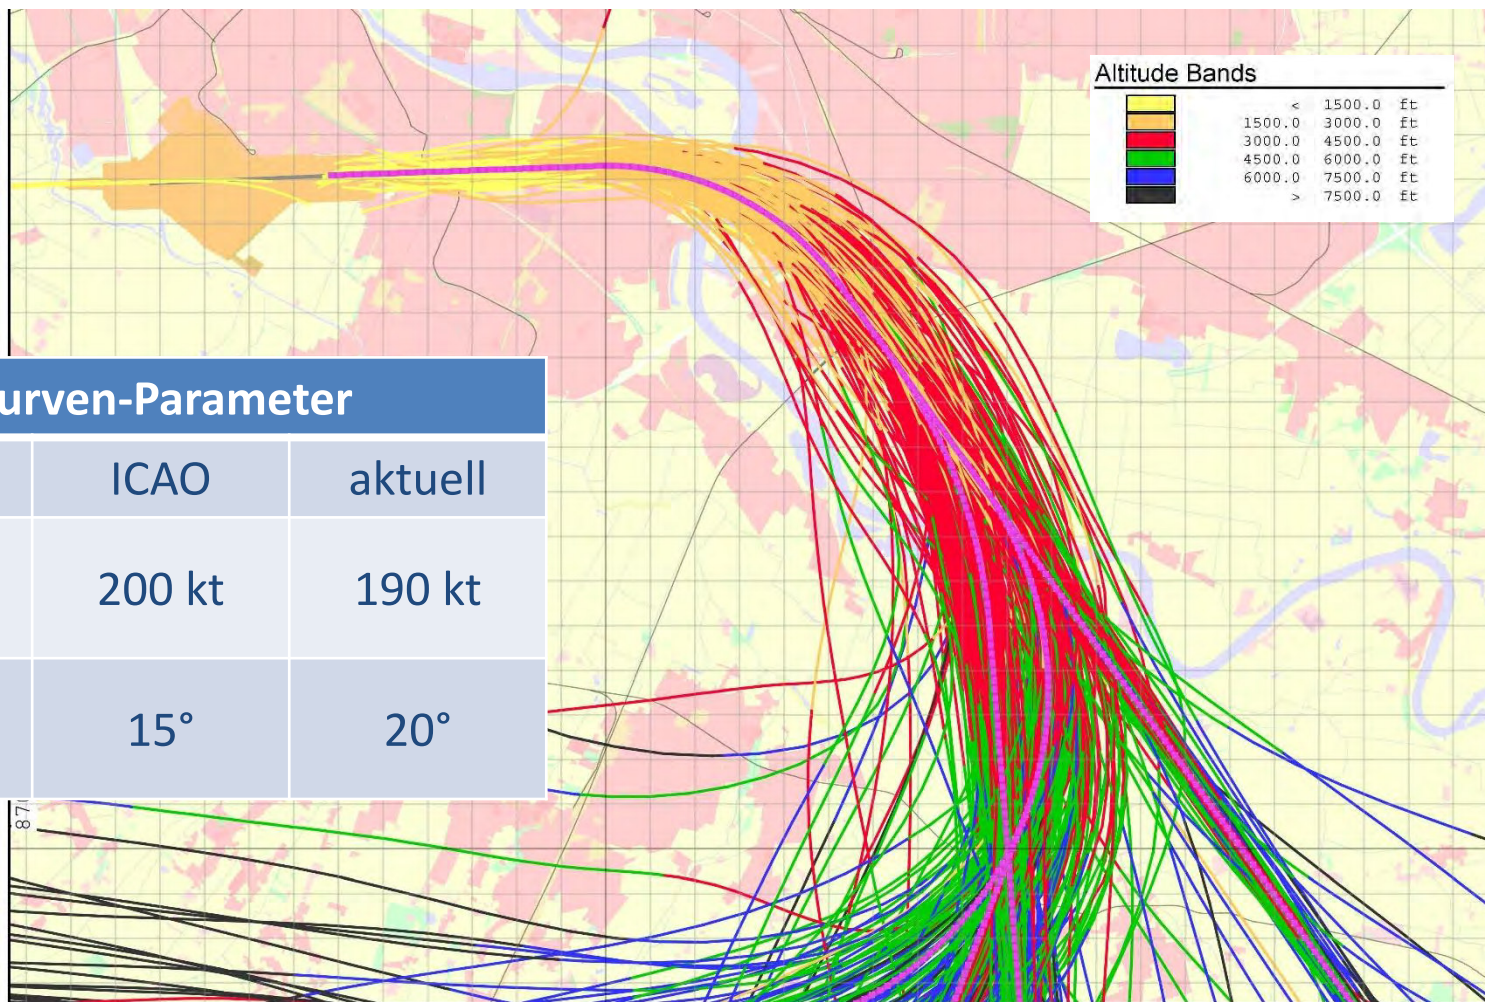 Altitude Bands
< 1500.0 ft
1500.0 3000.0 ft
3000.0 4500.0 ft
4500.0 6000.0 ft
6000.0 7500.0 ft
> 7500.0 ft
urven-Parameter
ICAO aktuell
200 kt 190 kt
15° 20°